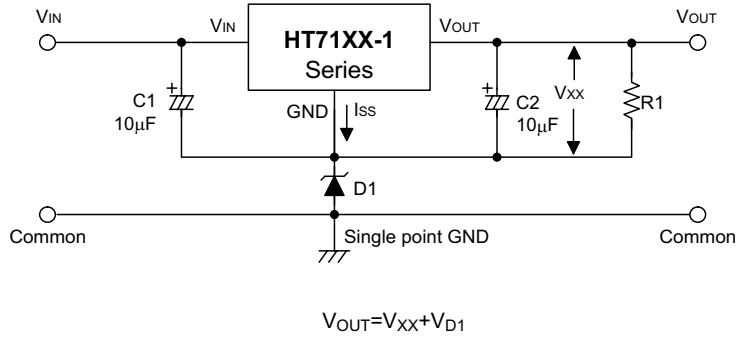 VIN
VIN
HT71XX-1
Series
VOUT
VOUT
C1
10µF
GND
ISS
C2
10µF
VXX
R1
D1
Common
Single point GND
Common
VOUT=VXX+VD1